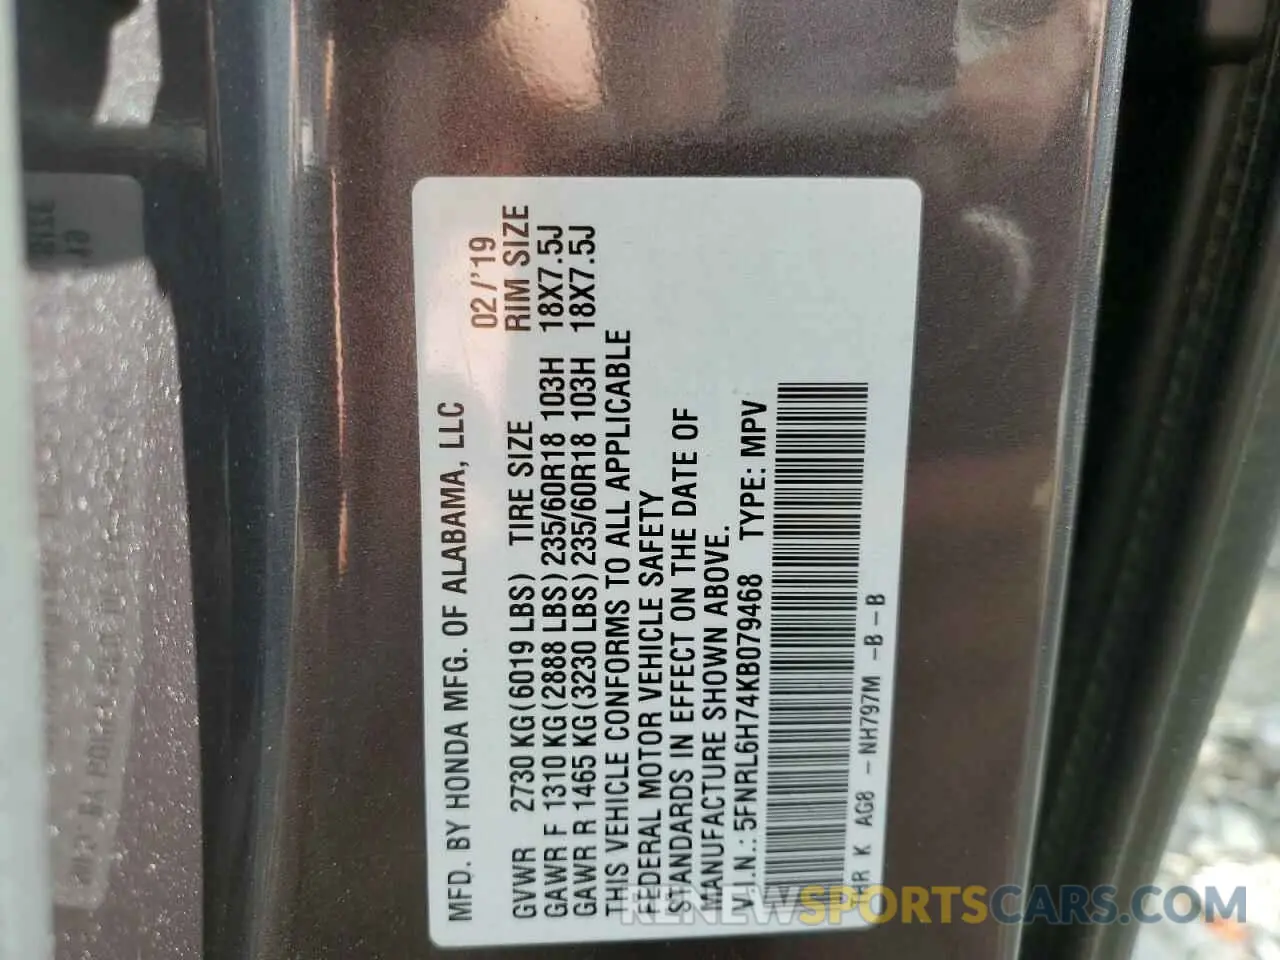 MFD. BY HONDA MFG. OF ALABAMA, LLC
02/'19
GVWR 2730 KG(6019 LBS) TIRE SIZE RIM SIZE
GAWR F 1310 KG(2888 LBS)235/60R18 103H 18X7.5J
GAWR R 1465 KG(3230 LBS)235/60R18 103H 18X7.5J
THIS VEHICLE CONFORMS TO ALL APPLICABLE
FEDERAL MOTOR VEHICLE SAFETY
STANDARDS IN EFFECT ON THE DATE OF
MANUFACTURE SHOWN ABOVE.
V.I.N.: 5FNRL6H74KB079468 TYPE: MPV
THR K AG8 -NH797M -B-B
RENEWSPORTSCARS.COM